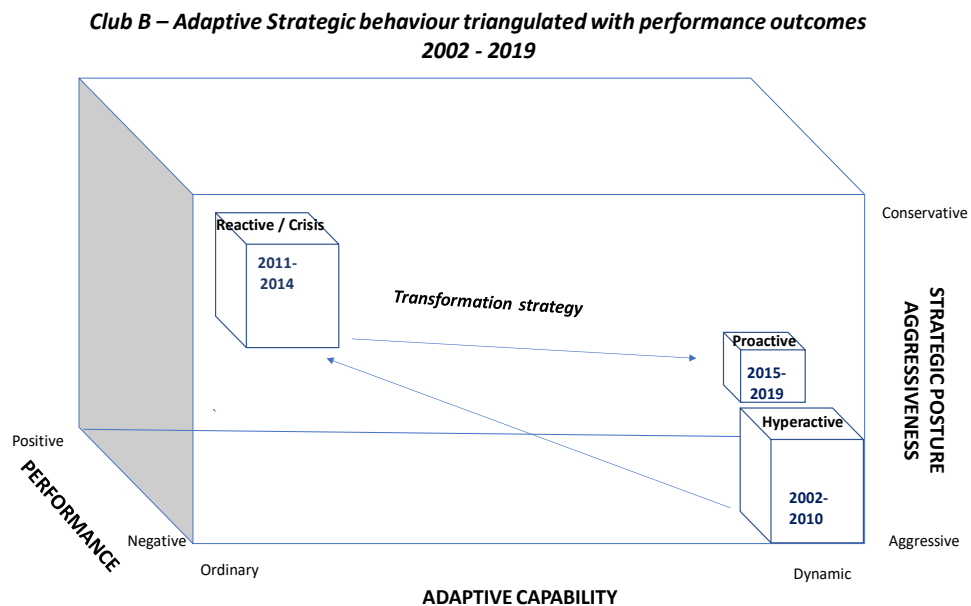 Club B – Adaptive Strategic behaviour triangulated with performance outcomes
2002 - 2019
Conservative
Reactive / Crisis
2011-
2014
Transformation strategy
Proactive
2015-
2019
STRATEGIC POSTURE
AGGRESSIVENESS
Hyperactive
2002-
2010
Positive
PERFORMANCE
Negative
Aggressive
Ordinary
Dynamic
ADAPTIVE CAPABILITY